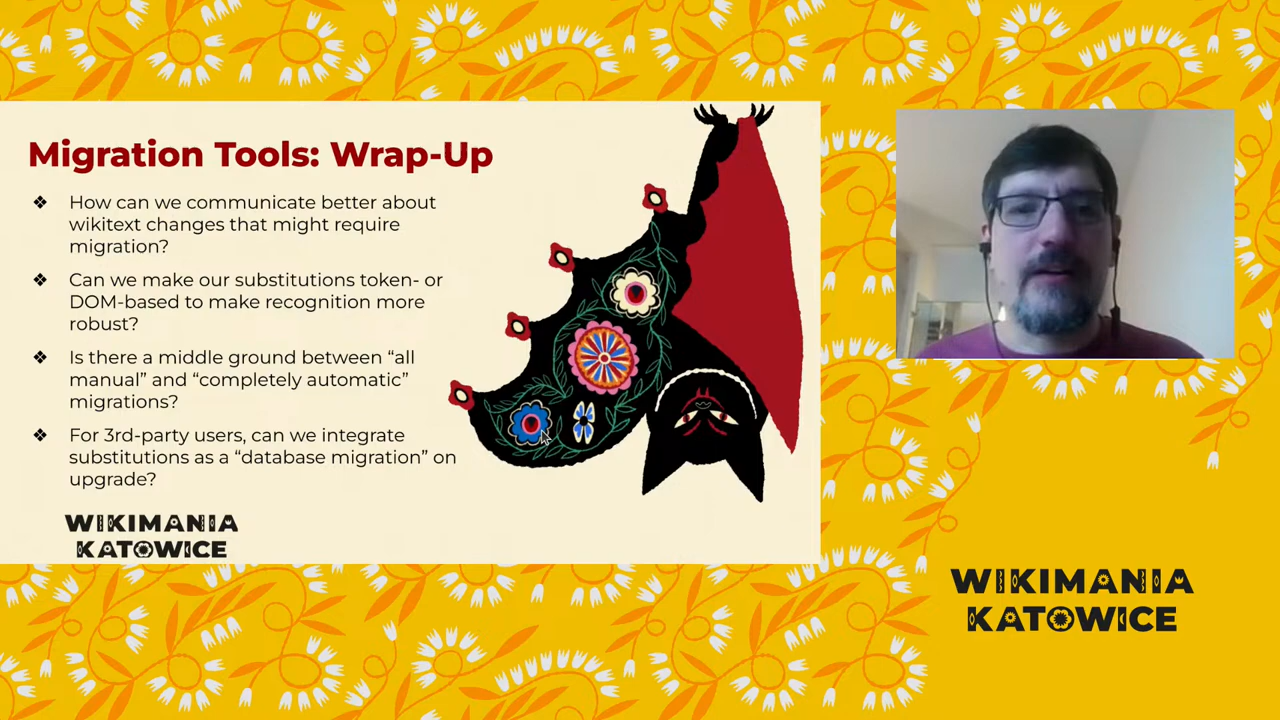 Migration Tools: Wrap-Up
❖ How can we communicate better about
wikitext changes that might require
migration?
❖ Can we make our substitutions token- or
DOM-based to make recognition more
robust?
❖ Is there a middle ground between “all
manual” and “completely automatic”
migrations?
❖ For 3rd-party users, can we integrate
substitutions as a “database migration” on
upgrade?
WIKIMANIA
KATOWICE
WIKIMANIA
KATOWICE